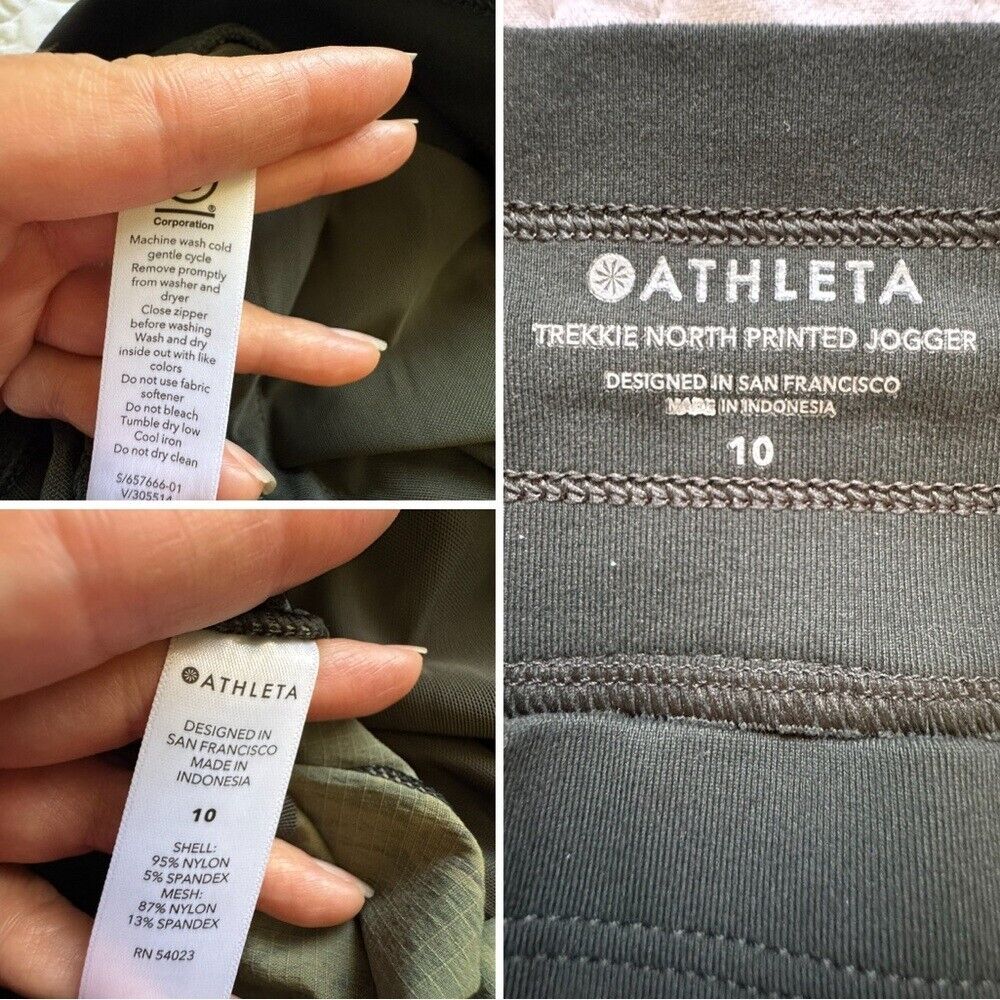 ®
Corporation
Machine wash cold
gentle cycle
Remove promptly
from washer and
dryer
Close zipper
before washing
Wash and dry
inside out with like
colors
Do not use fabric
softener
Do not bleach
Tumble dry low
Cool iron
Do not dry clean
S/657666-01
V/305514
ATHLETA
DESIGNED IN
SAN FRANCISCO
MADE IN
INDONESIA
10
SHELL:
95% NYLON
5% SPANDEX
MESH:
87% NYLON
13% SPANDEX
RN 54023
ATHLETA
TREKKIE NORTH PRINTED JOGGER
DESIGNED IN SAN FRANCISCO
MADE IN INDONESIA
10